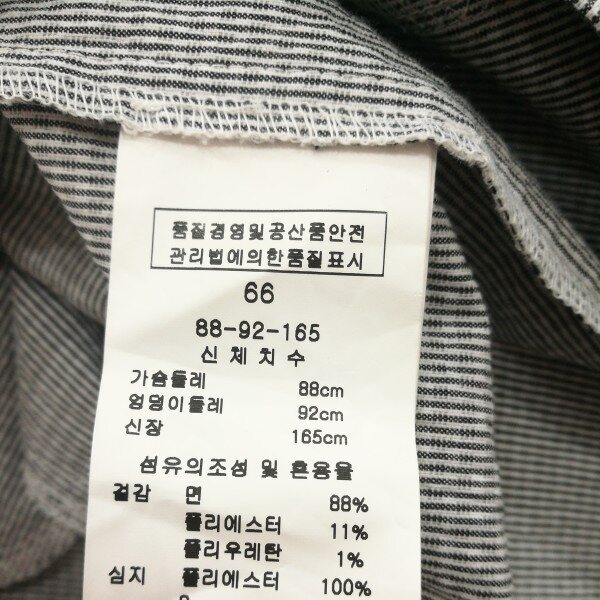 품질경영및공산품안전
관리법에의한품질표시
66
88-92-165
신체치수
가슴둘레 88cm
엉덩이둘레 92cm
신장 165cm
섬유의조성 및 혼용율
겉감 면 88%
폴리에스터 11%
폴리우레탄 1%
심지 폴리에스터 100%